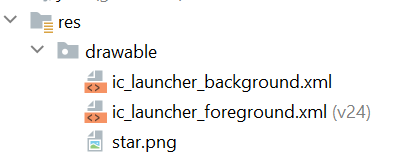 res
drawable
ic_launcher_background.xml
ic_launcher_foreground.xml (v24)
star.png